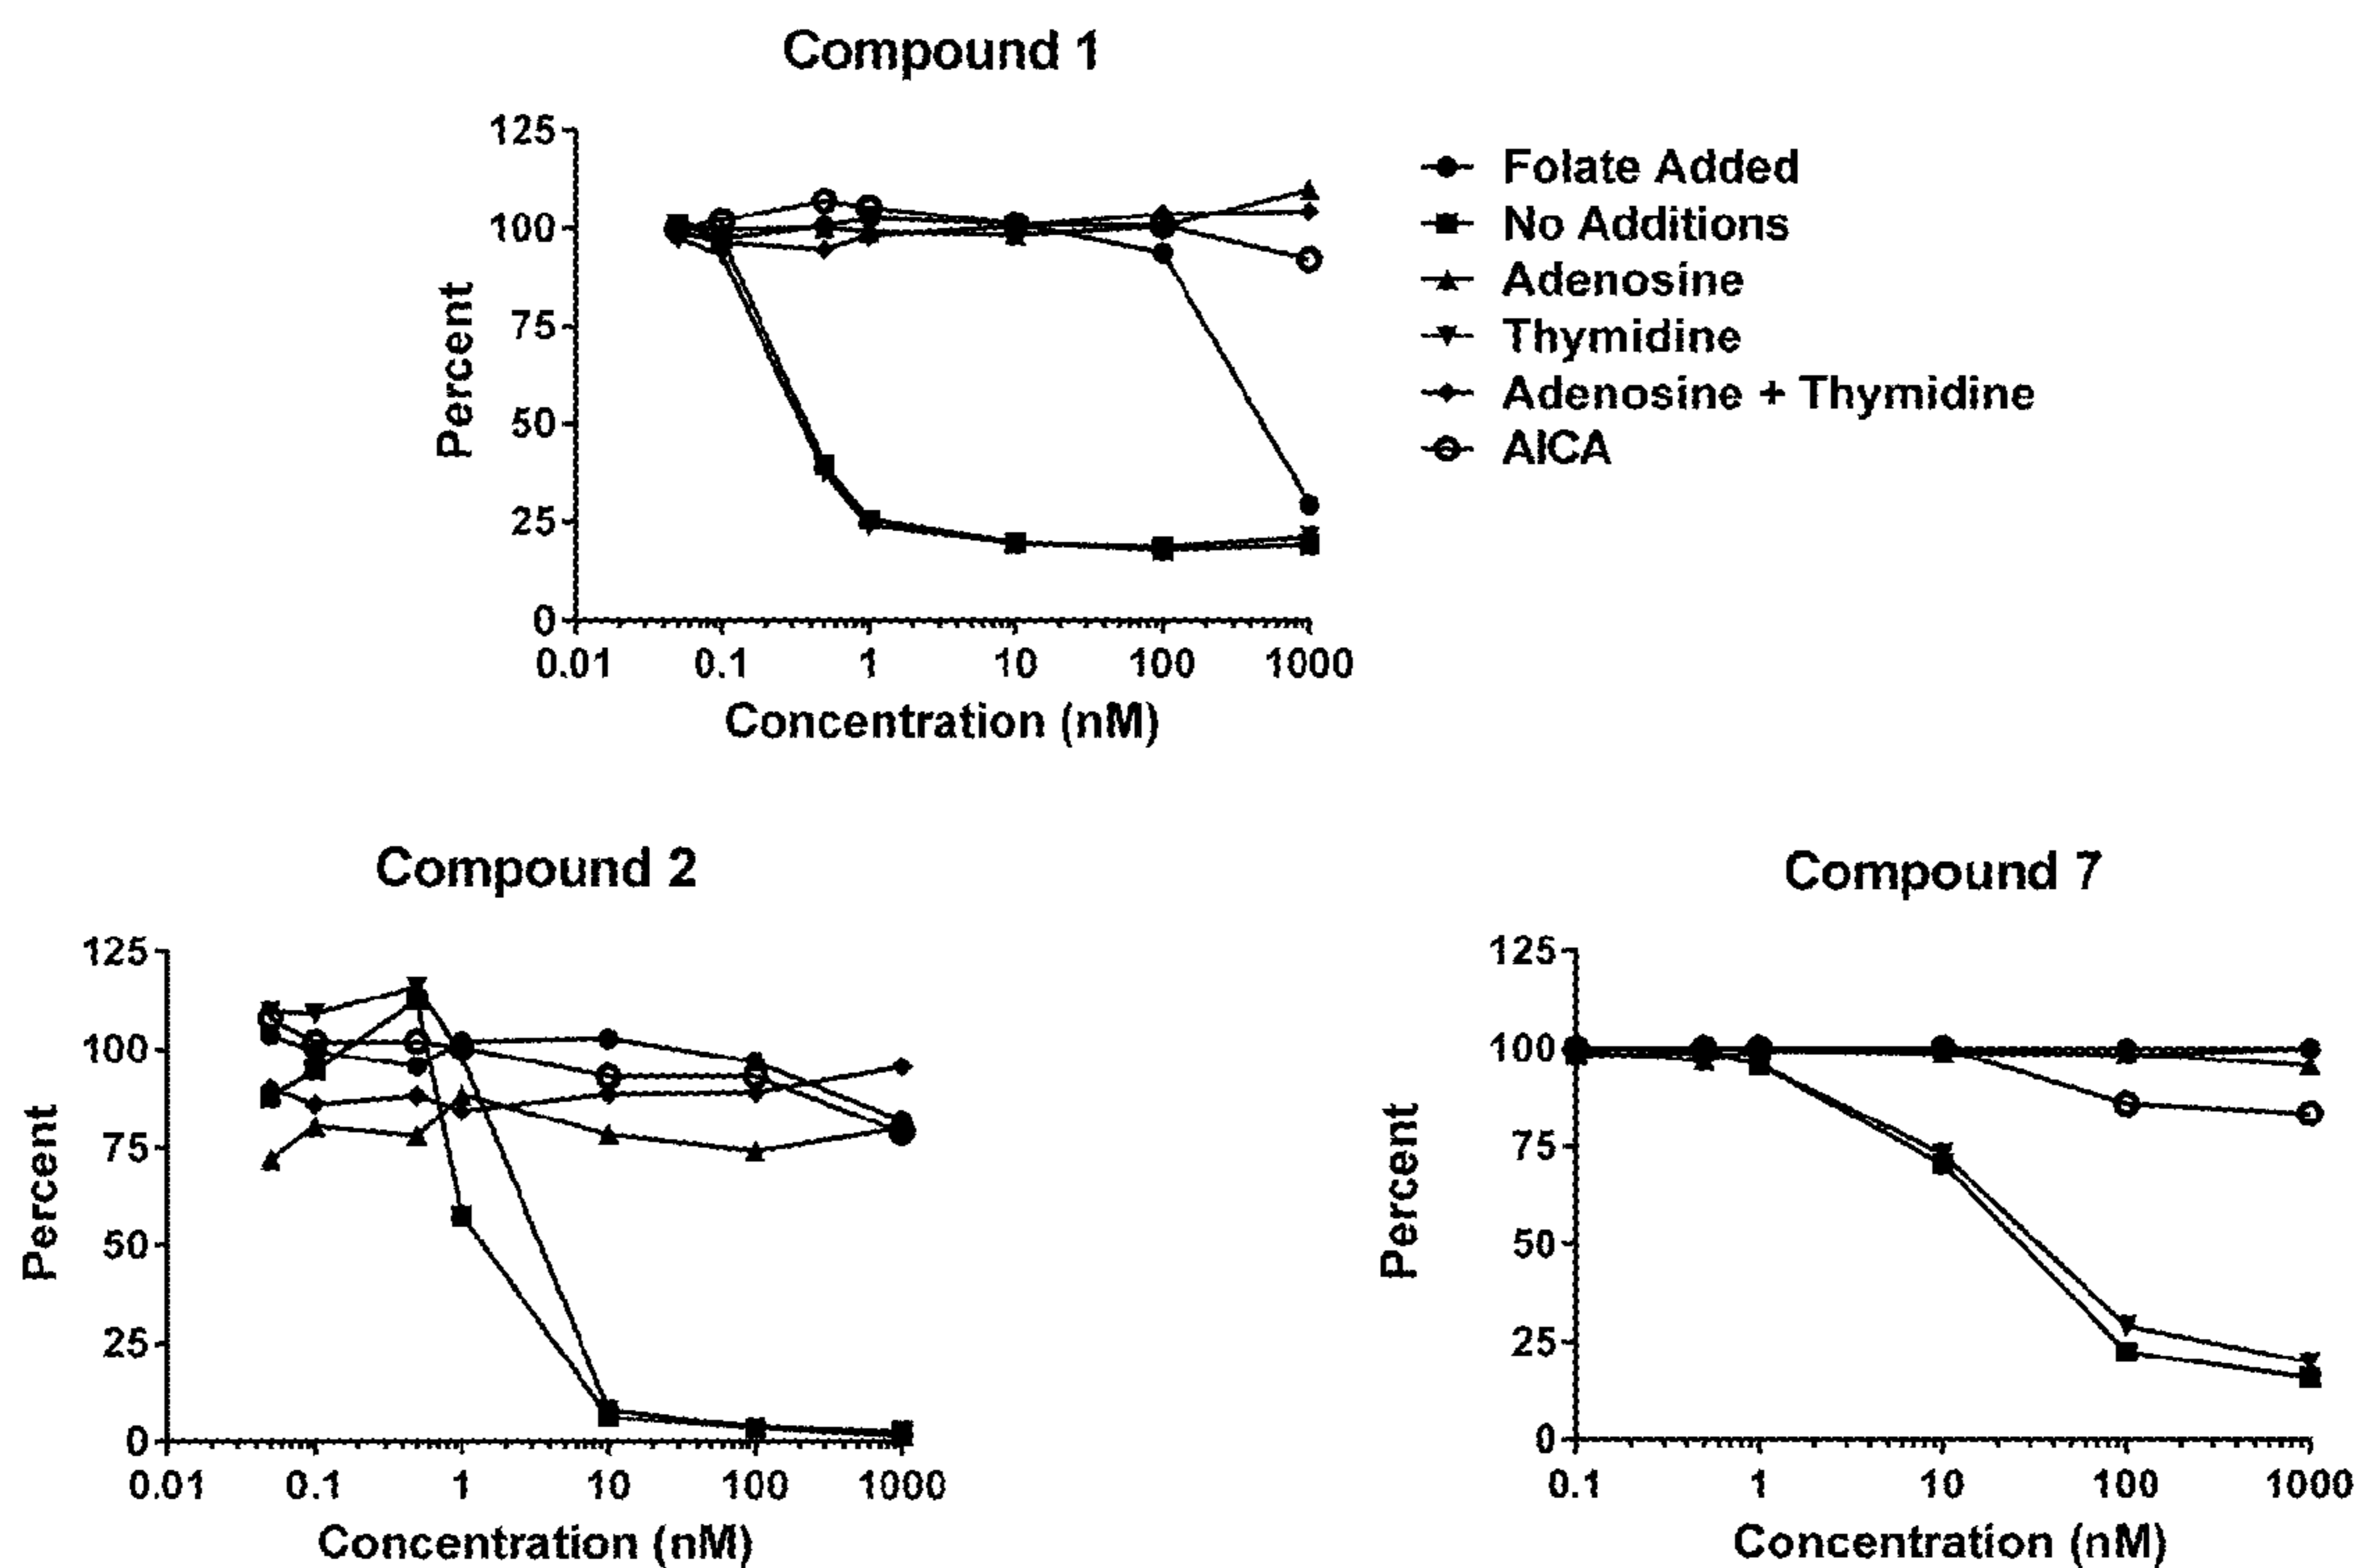 Compound 1
125
100
75
50
25
0
Percent
0.01 0.1 1 10 100 1000
Concentration (nM)
Folate Added
No Additions
Adenosine
Thymidine
Adenosine + Thymidine
AICA
Compound 2
125
100
75
50
25
0
Percent
0.01 0.1 1 10 100 1000
Concentration (nM)
Compound 7
125
100
75
50
25
0
Percent
0.1 1 10 100 1000
Concentration (nM)